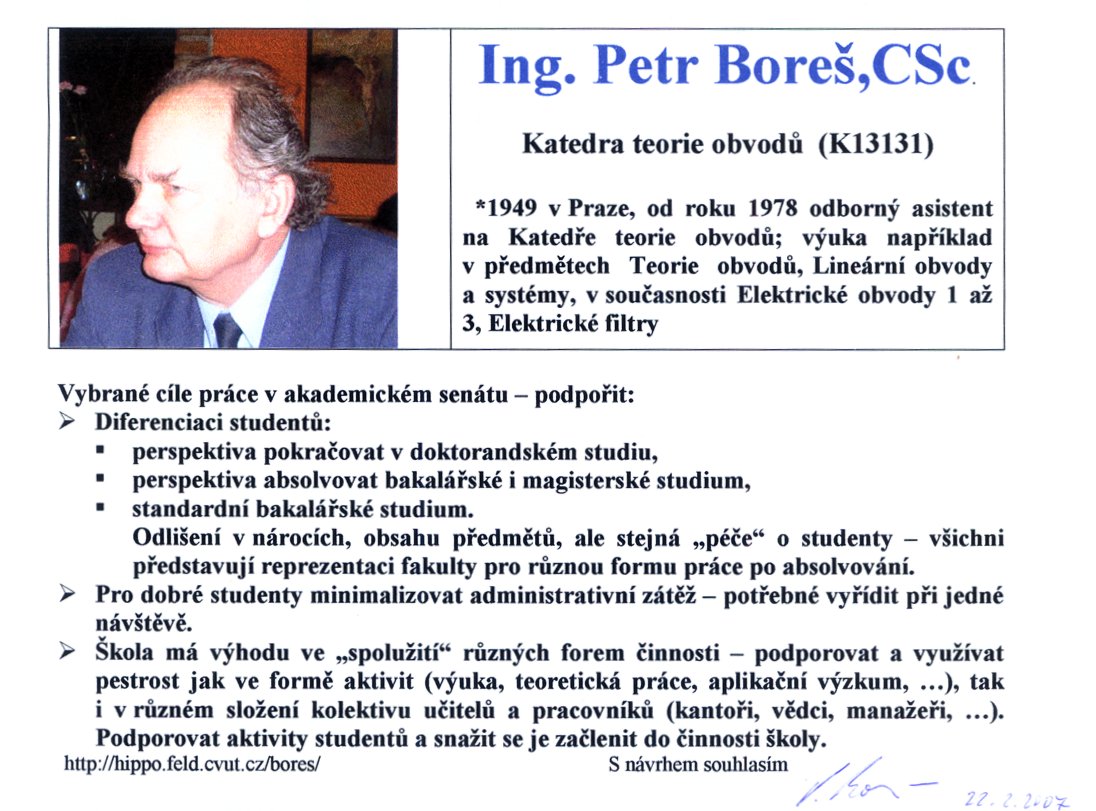 Ing. Petr Boreš,CSc.
Katedra teorie obvodů (K13131)
*1949 v Praze, od roku 1978 odborný asistent
na Katedře teorie obvodů; výuka například
v předmětech Teorie obvodů, Lineární obvody
a systémy, v současnosti Elektrické obvody 1 až
3, Elektrické filtry
Vybrané cíle práce v akademickém senátu – podpořit:
➢ Diferenciaci studentů:
▪ perspektiva pokračovat v doktorandském studiu,
▪ perspektiva absolvovat bakalářské i magisterské studium,
▪ standardní bakalářské studium.
Odlišení v nárocích, obsahu předmětů, ale stejná „péče“ o studenty – všichni
představují reprezentaci fakulty pro různou formu práce po absolvování.
➢ Pro dobré studenty minimalizovat administrativní zátěž – potřebné vyřídit při jedné
návštěvě.
➢ Škola má výhodu ve „spolužití“ různých forem činnosti – podporovat a využívat
pestrost jak ve formě aktivit (výuka, teoretická práce, aplikační výzkum, …), tak
i v různém složení kolektivu učitelů a pracovníků (kantoři, vědci, manažeři, …).
Podporovat aktivity studentů a snažit se je začlenit do činnosti školy.
http://hippo.feld.cvut.cz/bores/ S návrhem souhlasím
22.2.2007